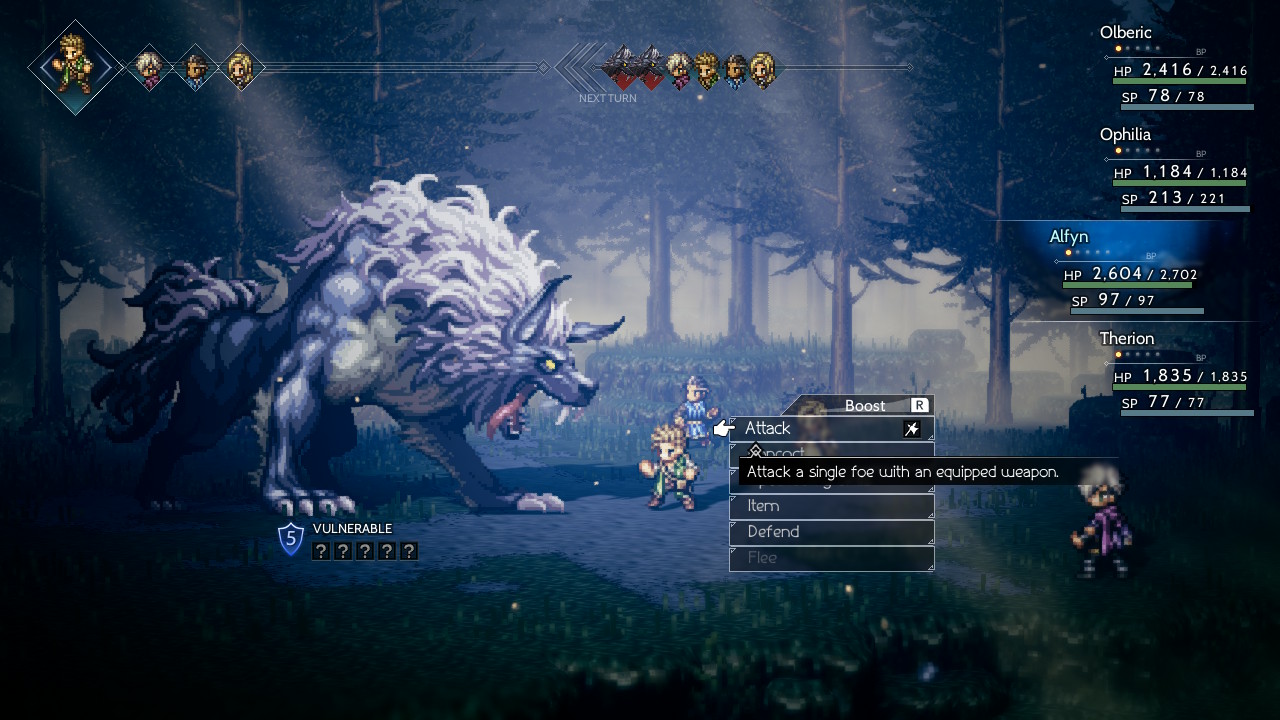 NEXT TURN
Olberic
BP
HP 2,416 / 2,416
SP 78 / 78
Ophilia
BP
HP 1,184 / 1,184
SP 213 / 221
Alfyn
BP
HP 2,604 / 2,702
SP 97 / 97
Therion
BP
HP 1,835 / 1,835
SP 77 / 77
Boost R
Attack
Attack a single foe with an equipped weapon.
Item
Defend
Flee
5 VULNERABLE
? ? ? ? ?